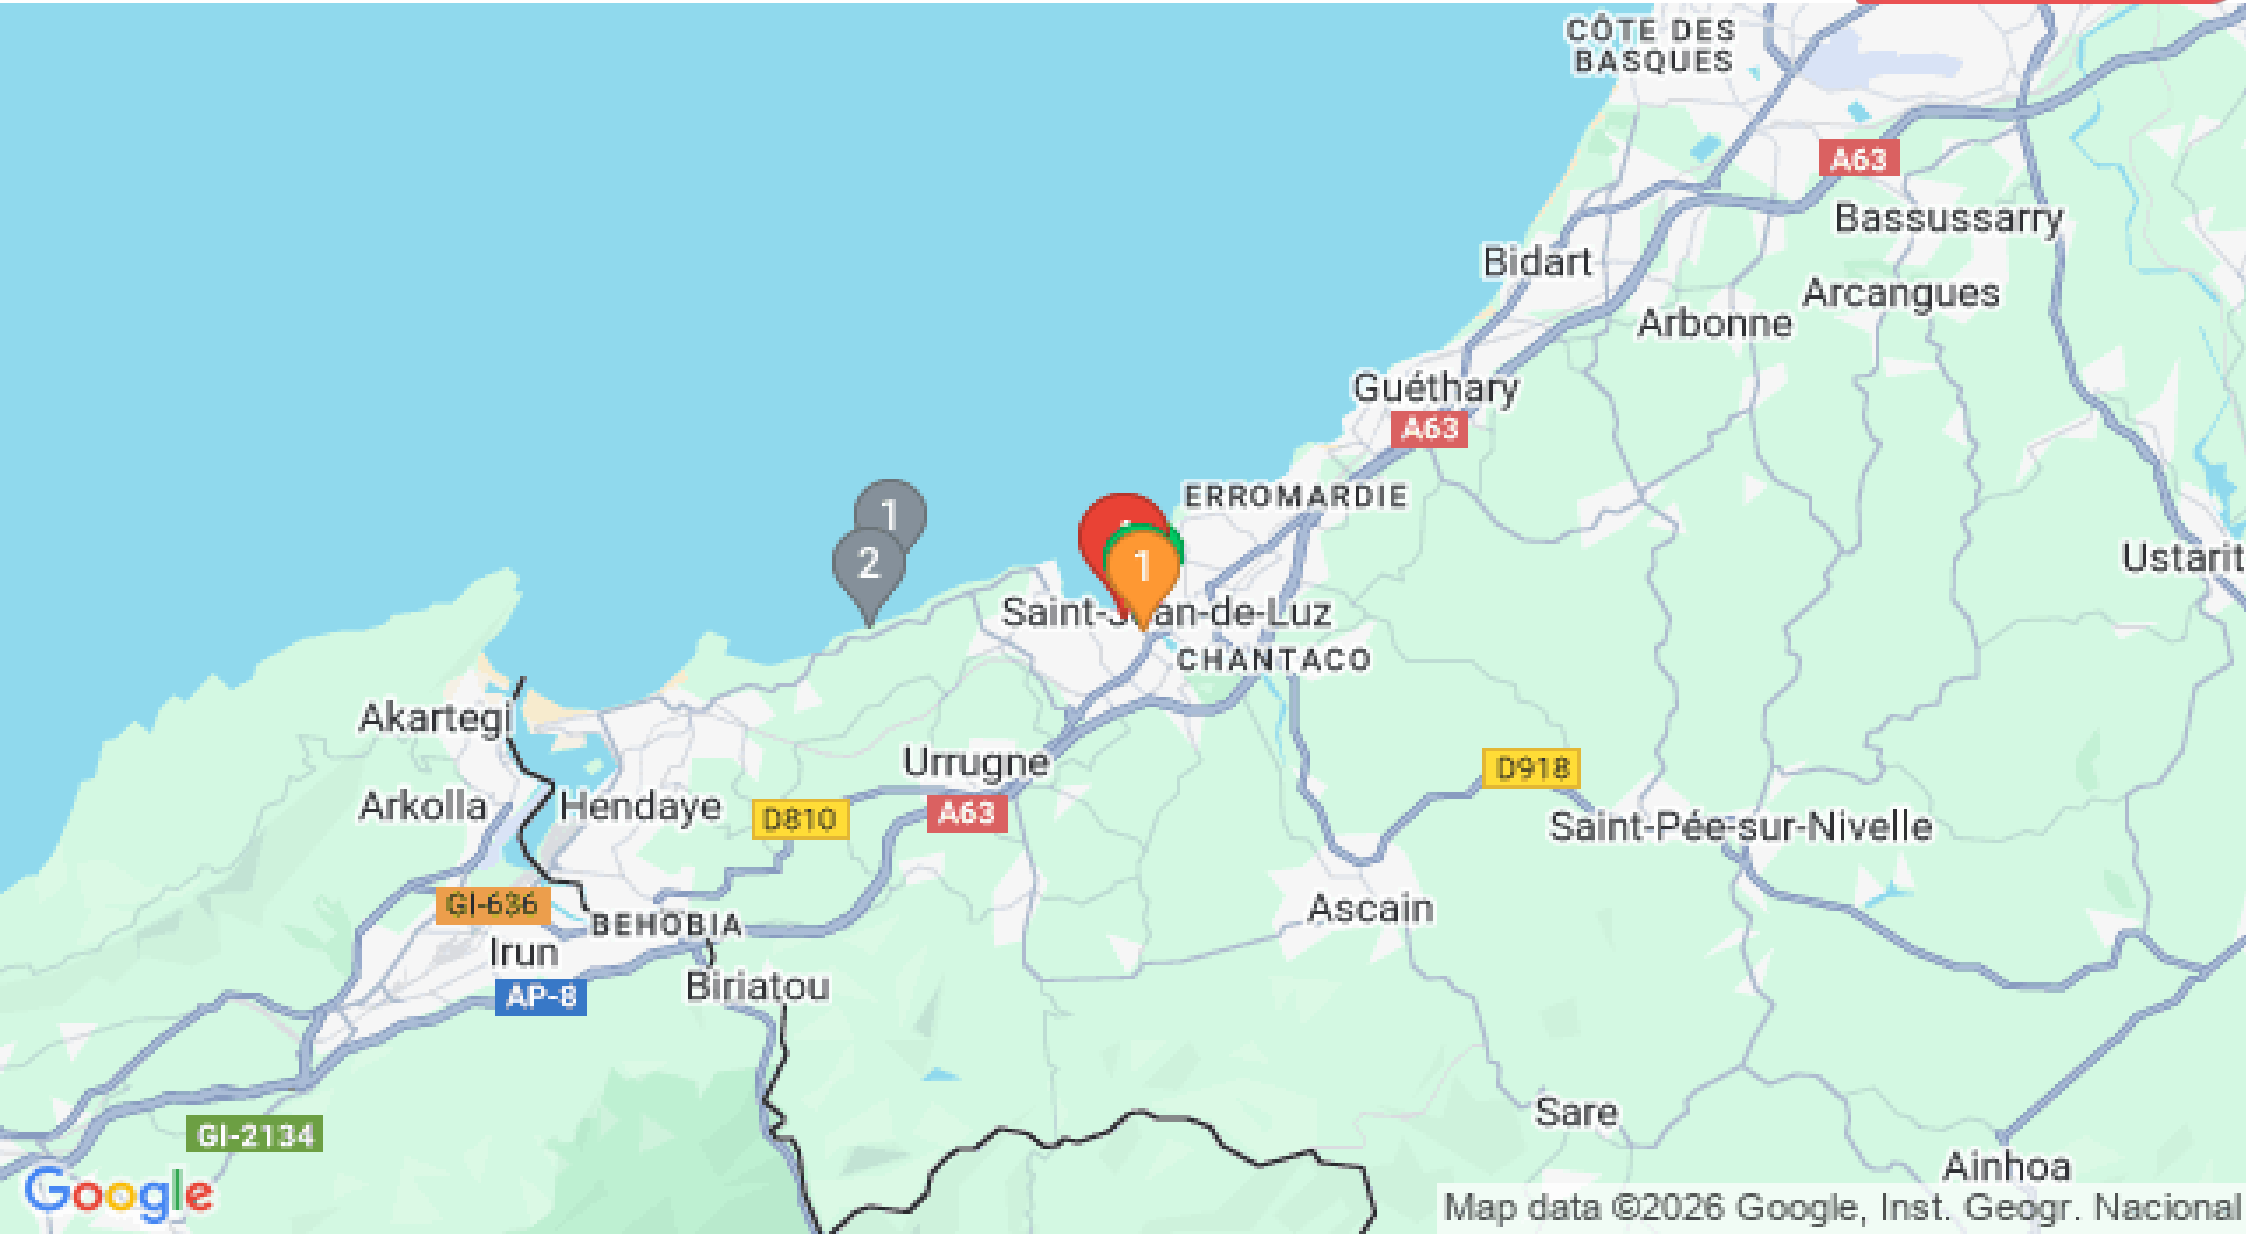 CÔTE DES
BASQUES
A63
Bassussarry
Bidart
Arcangues
Arbonne
Guéthary
A63
ERROMARDIE
1
2
1
Ustarit
CHANTACO
Akartegi
Urrugne
D918
Arkolla
Hendaye
D810
A63
Saint-Pée-sur-Nivelle
GI-636
BEHOBIA
Ascain
Irun
AP-8
Biriatou
Sare
GI-2134
Ainhoa
Google
Map data ©2026 Google, Inst. Geogr. Nacional